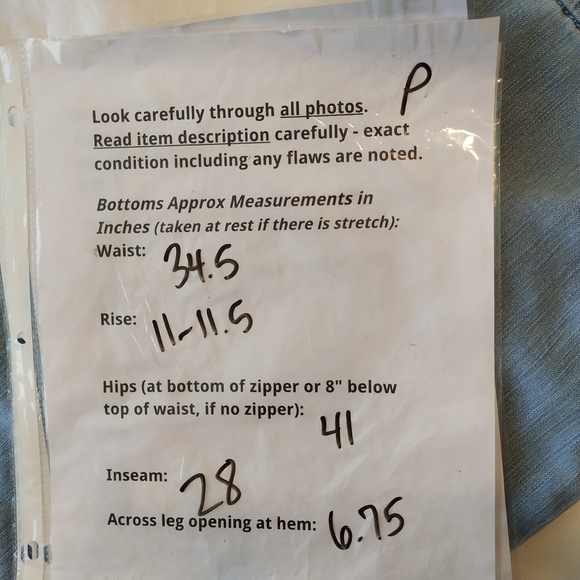 P
Look carefully through all photos.
Read item description carefully - exact
condition including any flaws are noted.
Bottoms Approx Measurements in
Inches (taken at rest if there is stretch):
Waist: 34.5
Rise: 11-11.5
Hips (at bottom of zipper or 8" below
top of waist, if no zipper): 41
Inseam: 28
Across leg opening at hem: 6.75